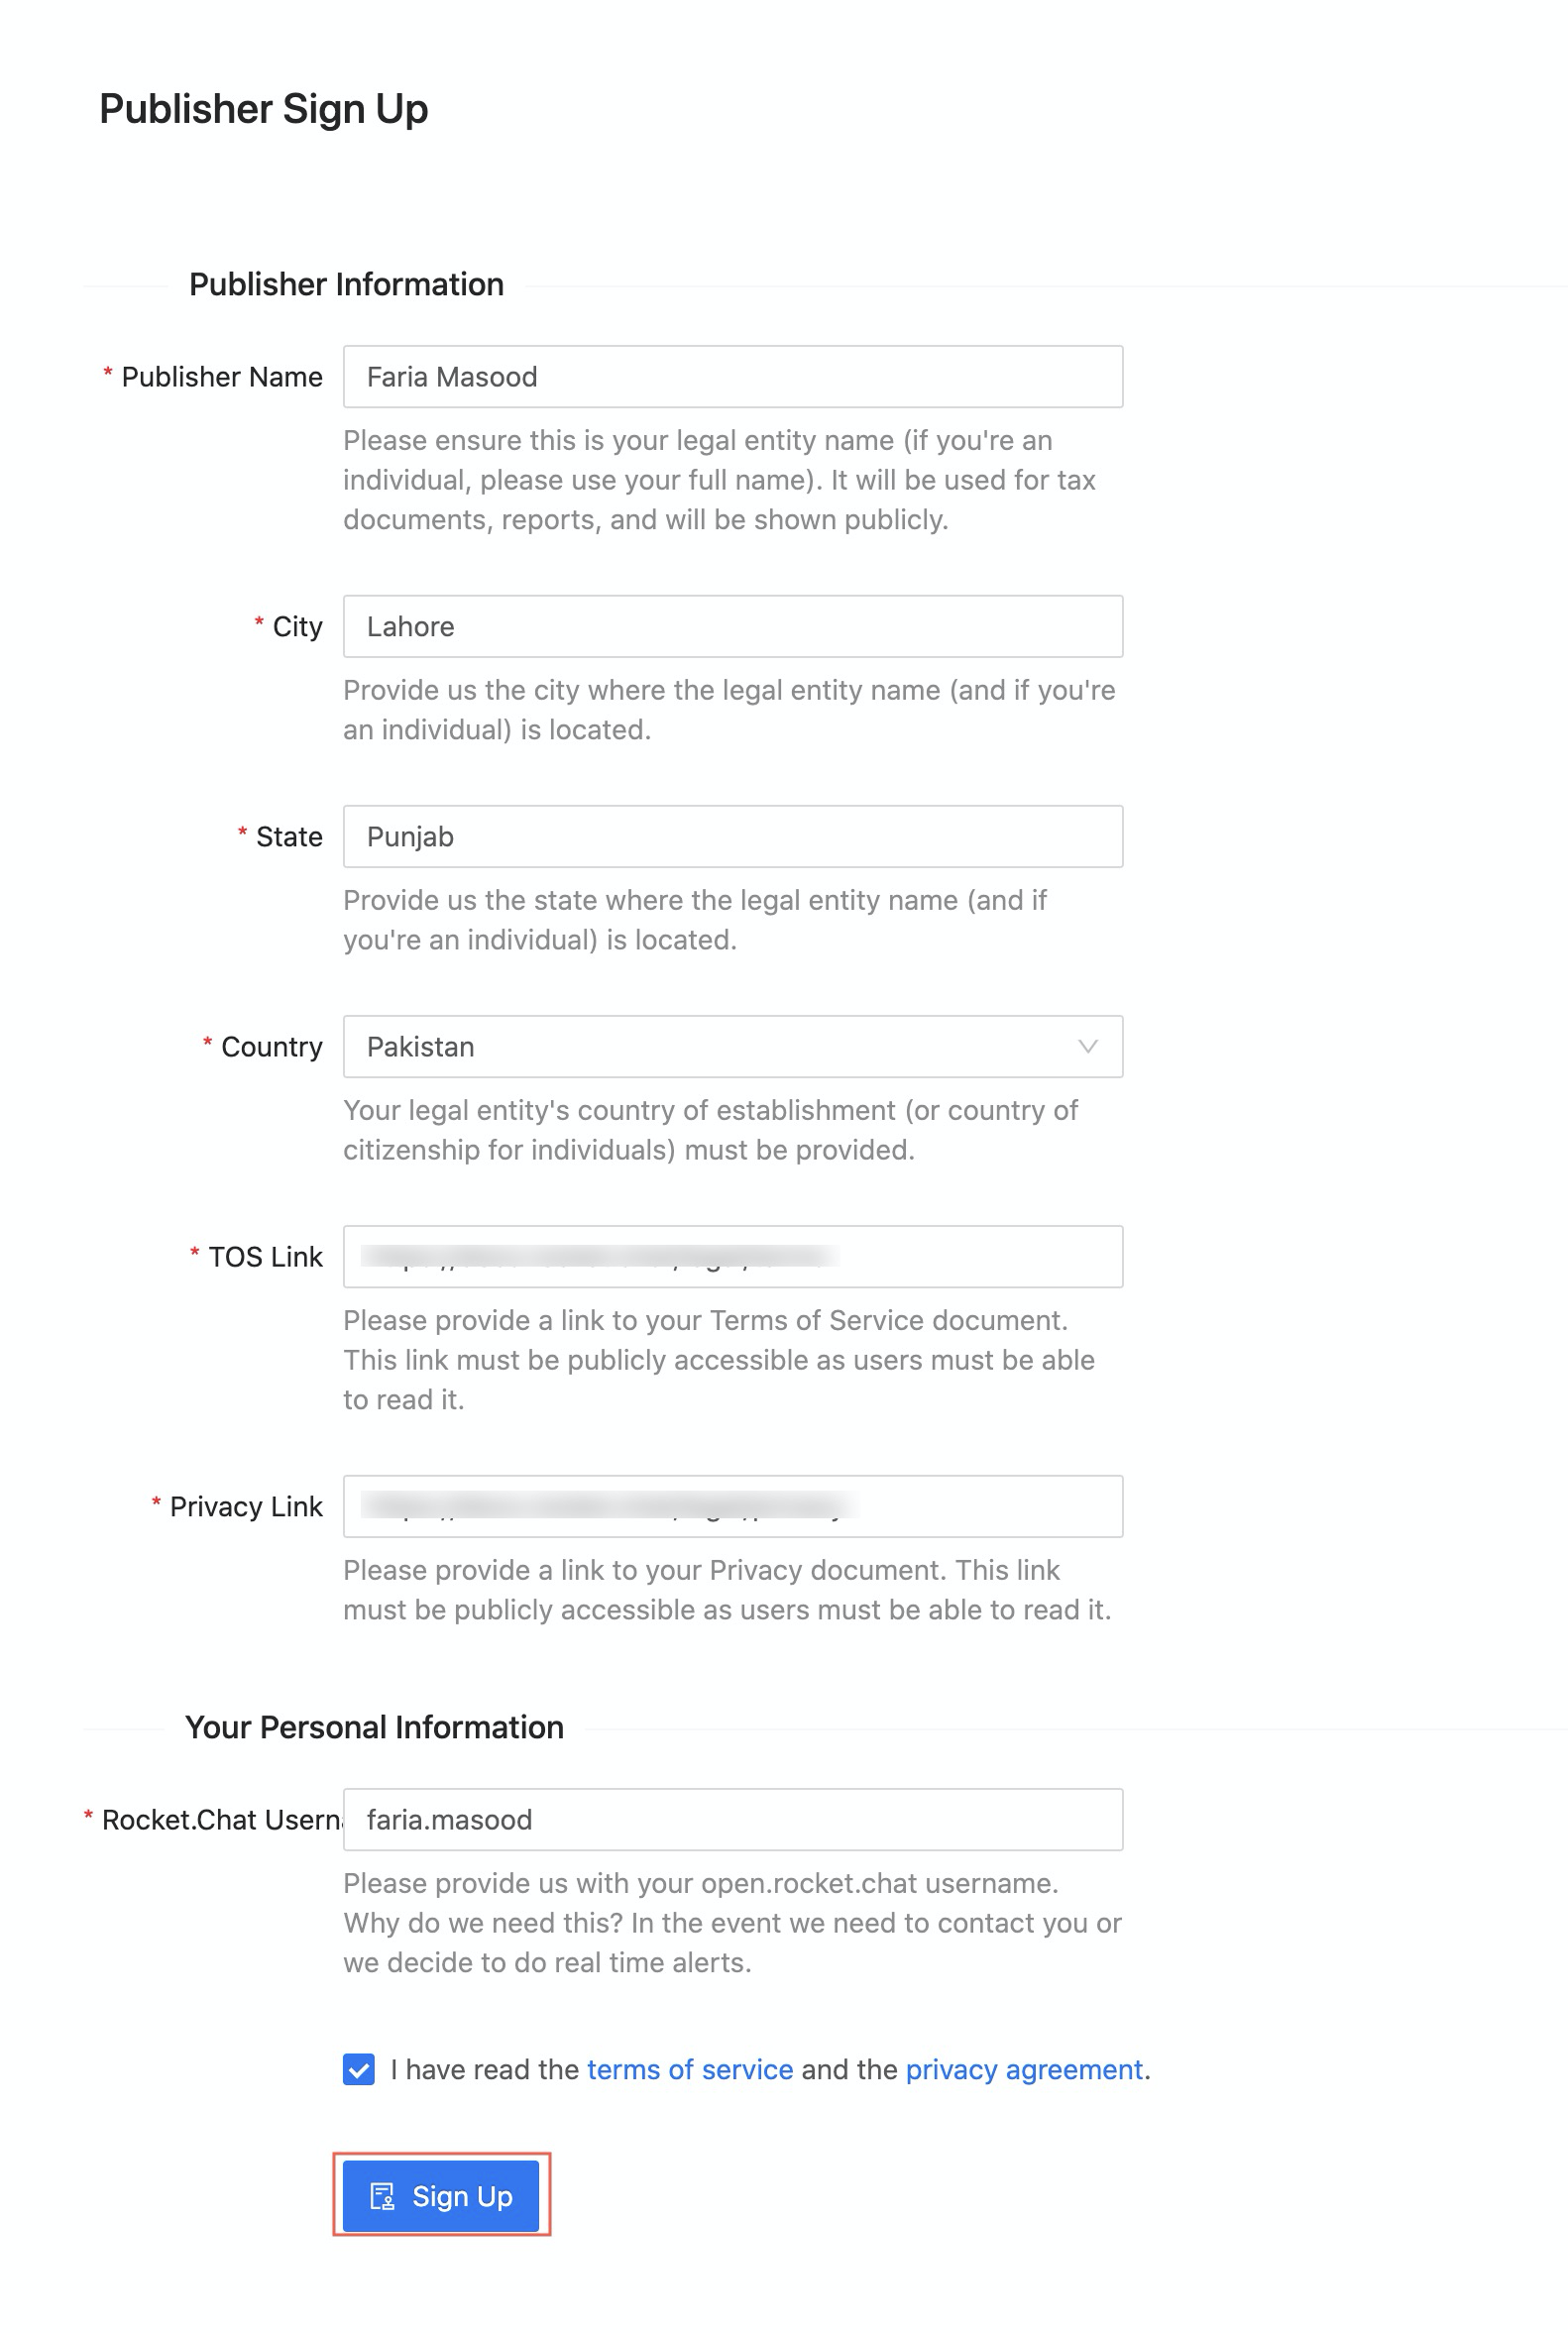 Publisher Sign Up
Publisher Information
* Publisher Name
Faria Masood
Please ensure this is your legal entity name (if you're an
individual, please use your full name). It will be used for tax
documents, reports, and will be shown publicly.
* City
Lahore
Provide us the city where the legal entity name (and if you're
an individual) is located.
* State
Punjab
Provide us the state where the legal entity name (and if
you're an individual) is located.
* Country
Pakistan
Your legal entity's country of establishment (or country of
citizenship for individuals) must be provided.
* TOS Link
Please provide a link to your Terms of Service document.
This link must be publicly accessible as users must be able
to read it.
* Privacy Link
Please provide a link to your Privacy document. This link
must be publicly accessible as users must be able to read it.
Your Personal Information
* Rocket.Chat Userna
faria.masood
Please provide us with your open.rocket.chat username.
Why do we need this? In the event we need to contact you or
we decide to do real time alerts.
I have read the terms of service and the privacy agreement.
Sign Up